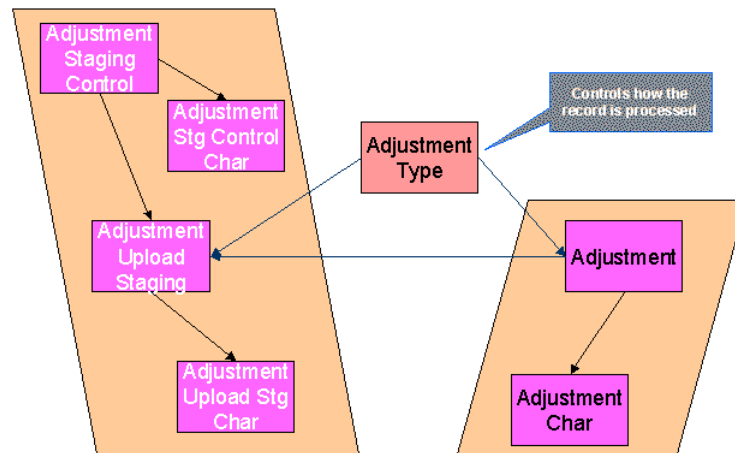 Adjustment
Staging
Control
Adjustment
Stg Control
Char
Controls how the
record is processed
Adjustment
Type
Adjustment
Upload
Staging
Adjustment
Adjustment
Upload Stg
Char
Adjustment
Char